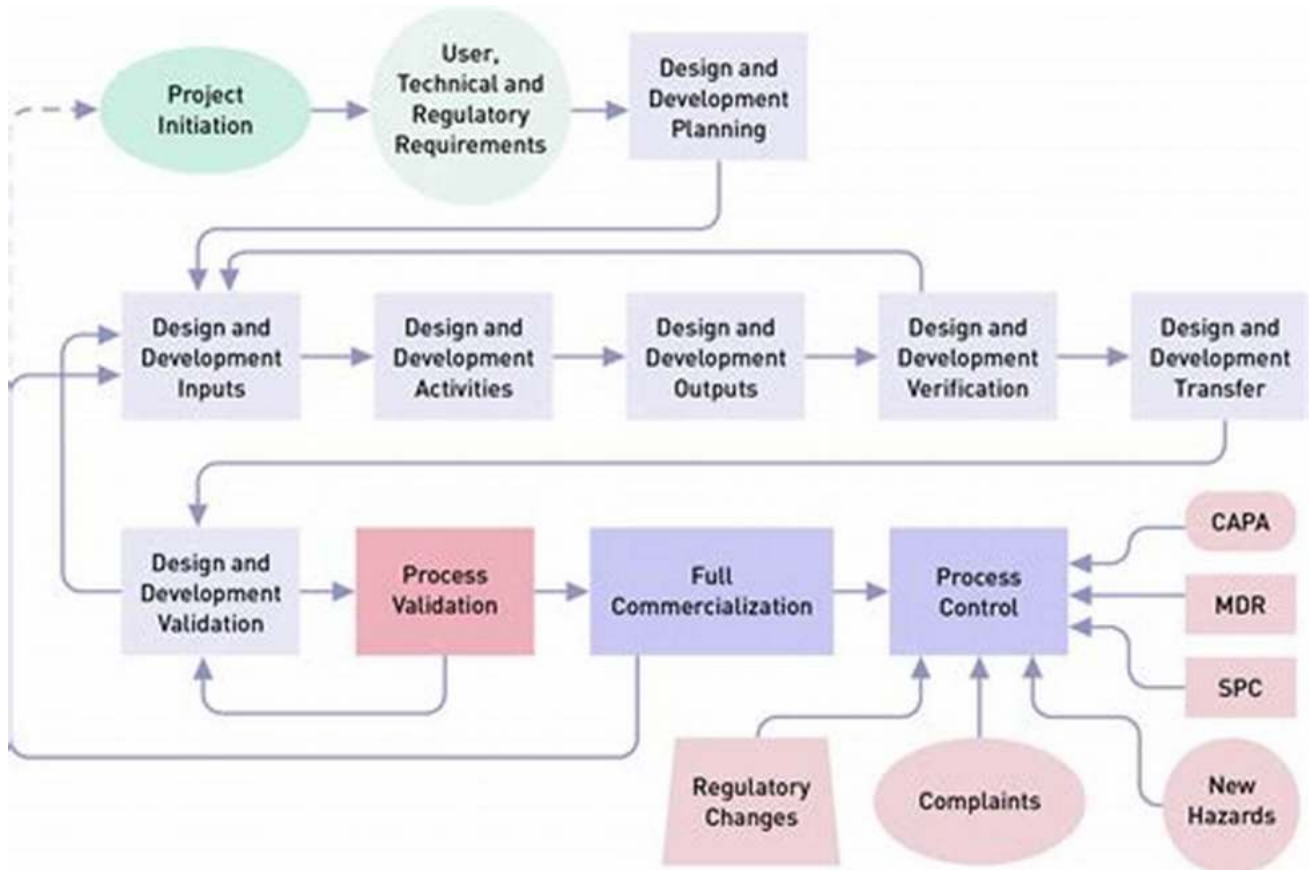 Project
Initiation
User,
Technical and
Regulatory
Requirements
Design and
Development
Planning
Design and
Development
Inputs
Design and
Development
Activities
Design and
Development
Outputs
Design and
Development
Verification
Design and
Development
Transfer
Design and
Development
Validation
Process
Validation
Full
Commercialization
Process
Control
CAPA
MDR
SPC
Regulatory
Changes
Complaints
New
Hazards